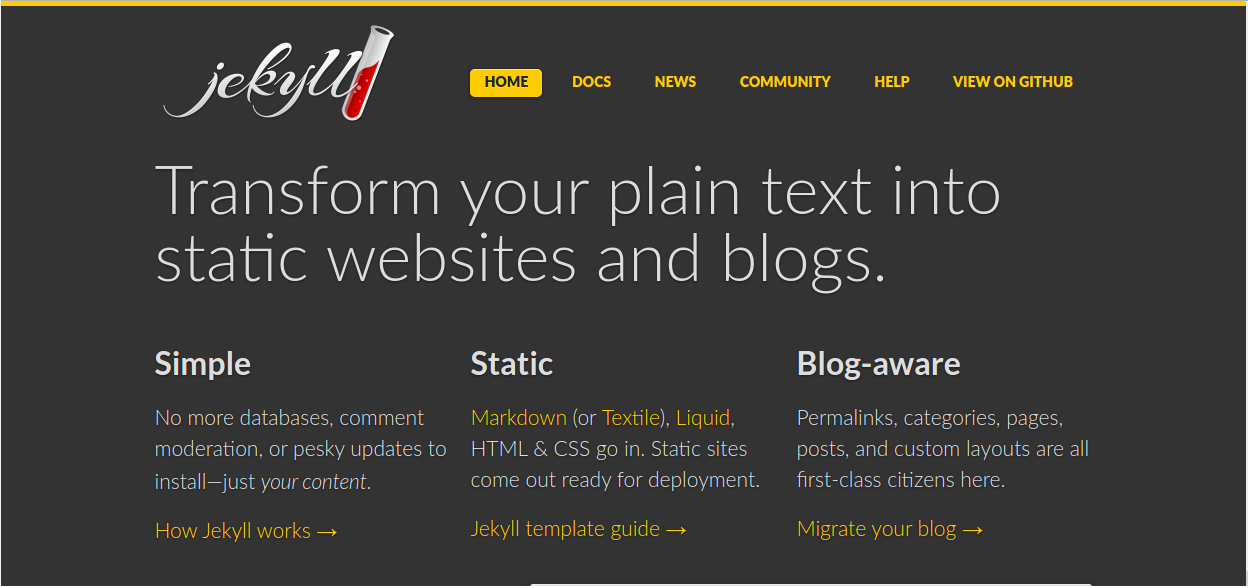 jekyll
HOME DOCS NEWS COMMUNITY HELP VIEW ON GITHUB
Transform your plain text into
static websites and blogs.
Simple
No more databases, comment
moderation, or pesky updates to
install—just your content.
How Jekyll works →
Static
Markdown (or Textile), Liquid,
HTML & CSS go in. Static sites
come out ready for deployment.
Jekyll template guide →
Blog-aware
Permalinks, categories, pages,
posts, and custom layouts are all
first-class citizens here.
Migrate your blog →